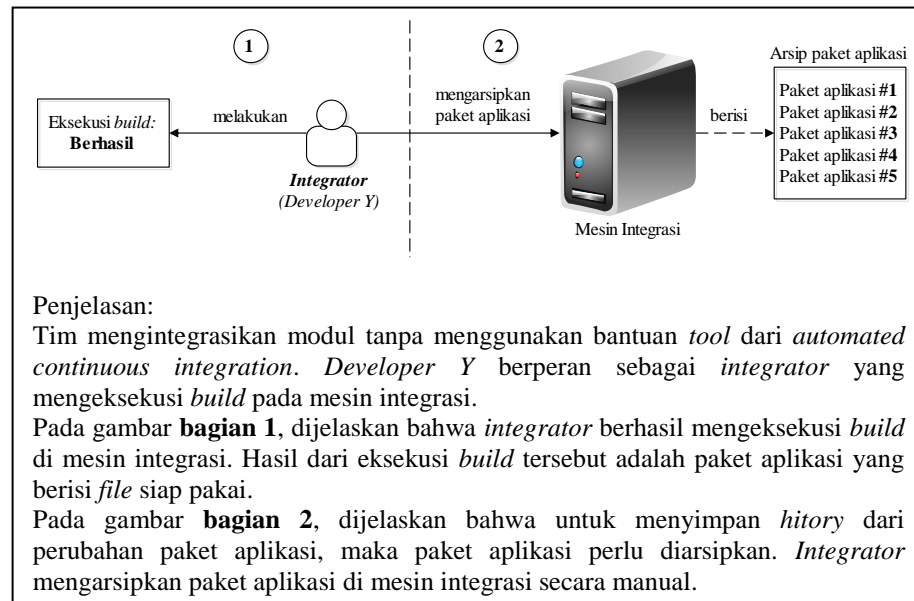 1
2
Arsip paket aplikasi
Eksekusi build:
Berhasil
melakukan
Integrator
(Developer Y)
mengarsipkan
paket aplikasi
Mesin Integrasi
berisi
Paket aplikasi #1
Paket aplikasi #2
Paket aplikasi #3
Paket aplikasi #4
Paket aplikasi #5
Penjelasan:
Tim mengintegrasikan modul tanpa menggunakan bantuan tool dari automated
continuous integration. Developer Y berperan sebagai integrator yang
mengeksekusi build pada mesin integrasi.
Pada gambar bagian 1, dijelaskan bahwa integrator berhasil mengeksekusi build
di mesin integrasi. Hasil dari eksekusi build tersebut adalah paket aplikasi yang
berisi file siap pakai.
Pada gambar bagian 2, dijelaskan bahwa untuk menyimpan hitory dari
perubahan paket aplikasi, maka paket aplikasi perlu diarsipkan. Integrator
mengarsipkan paket aplikasi di mesin integrasi secara manual.